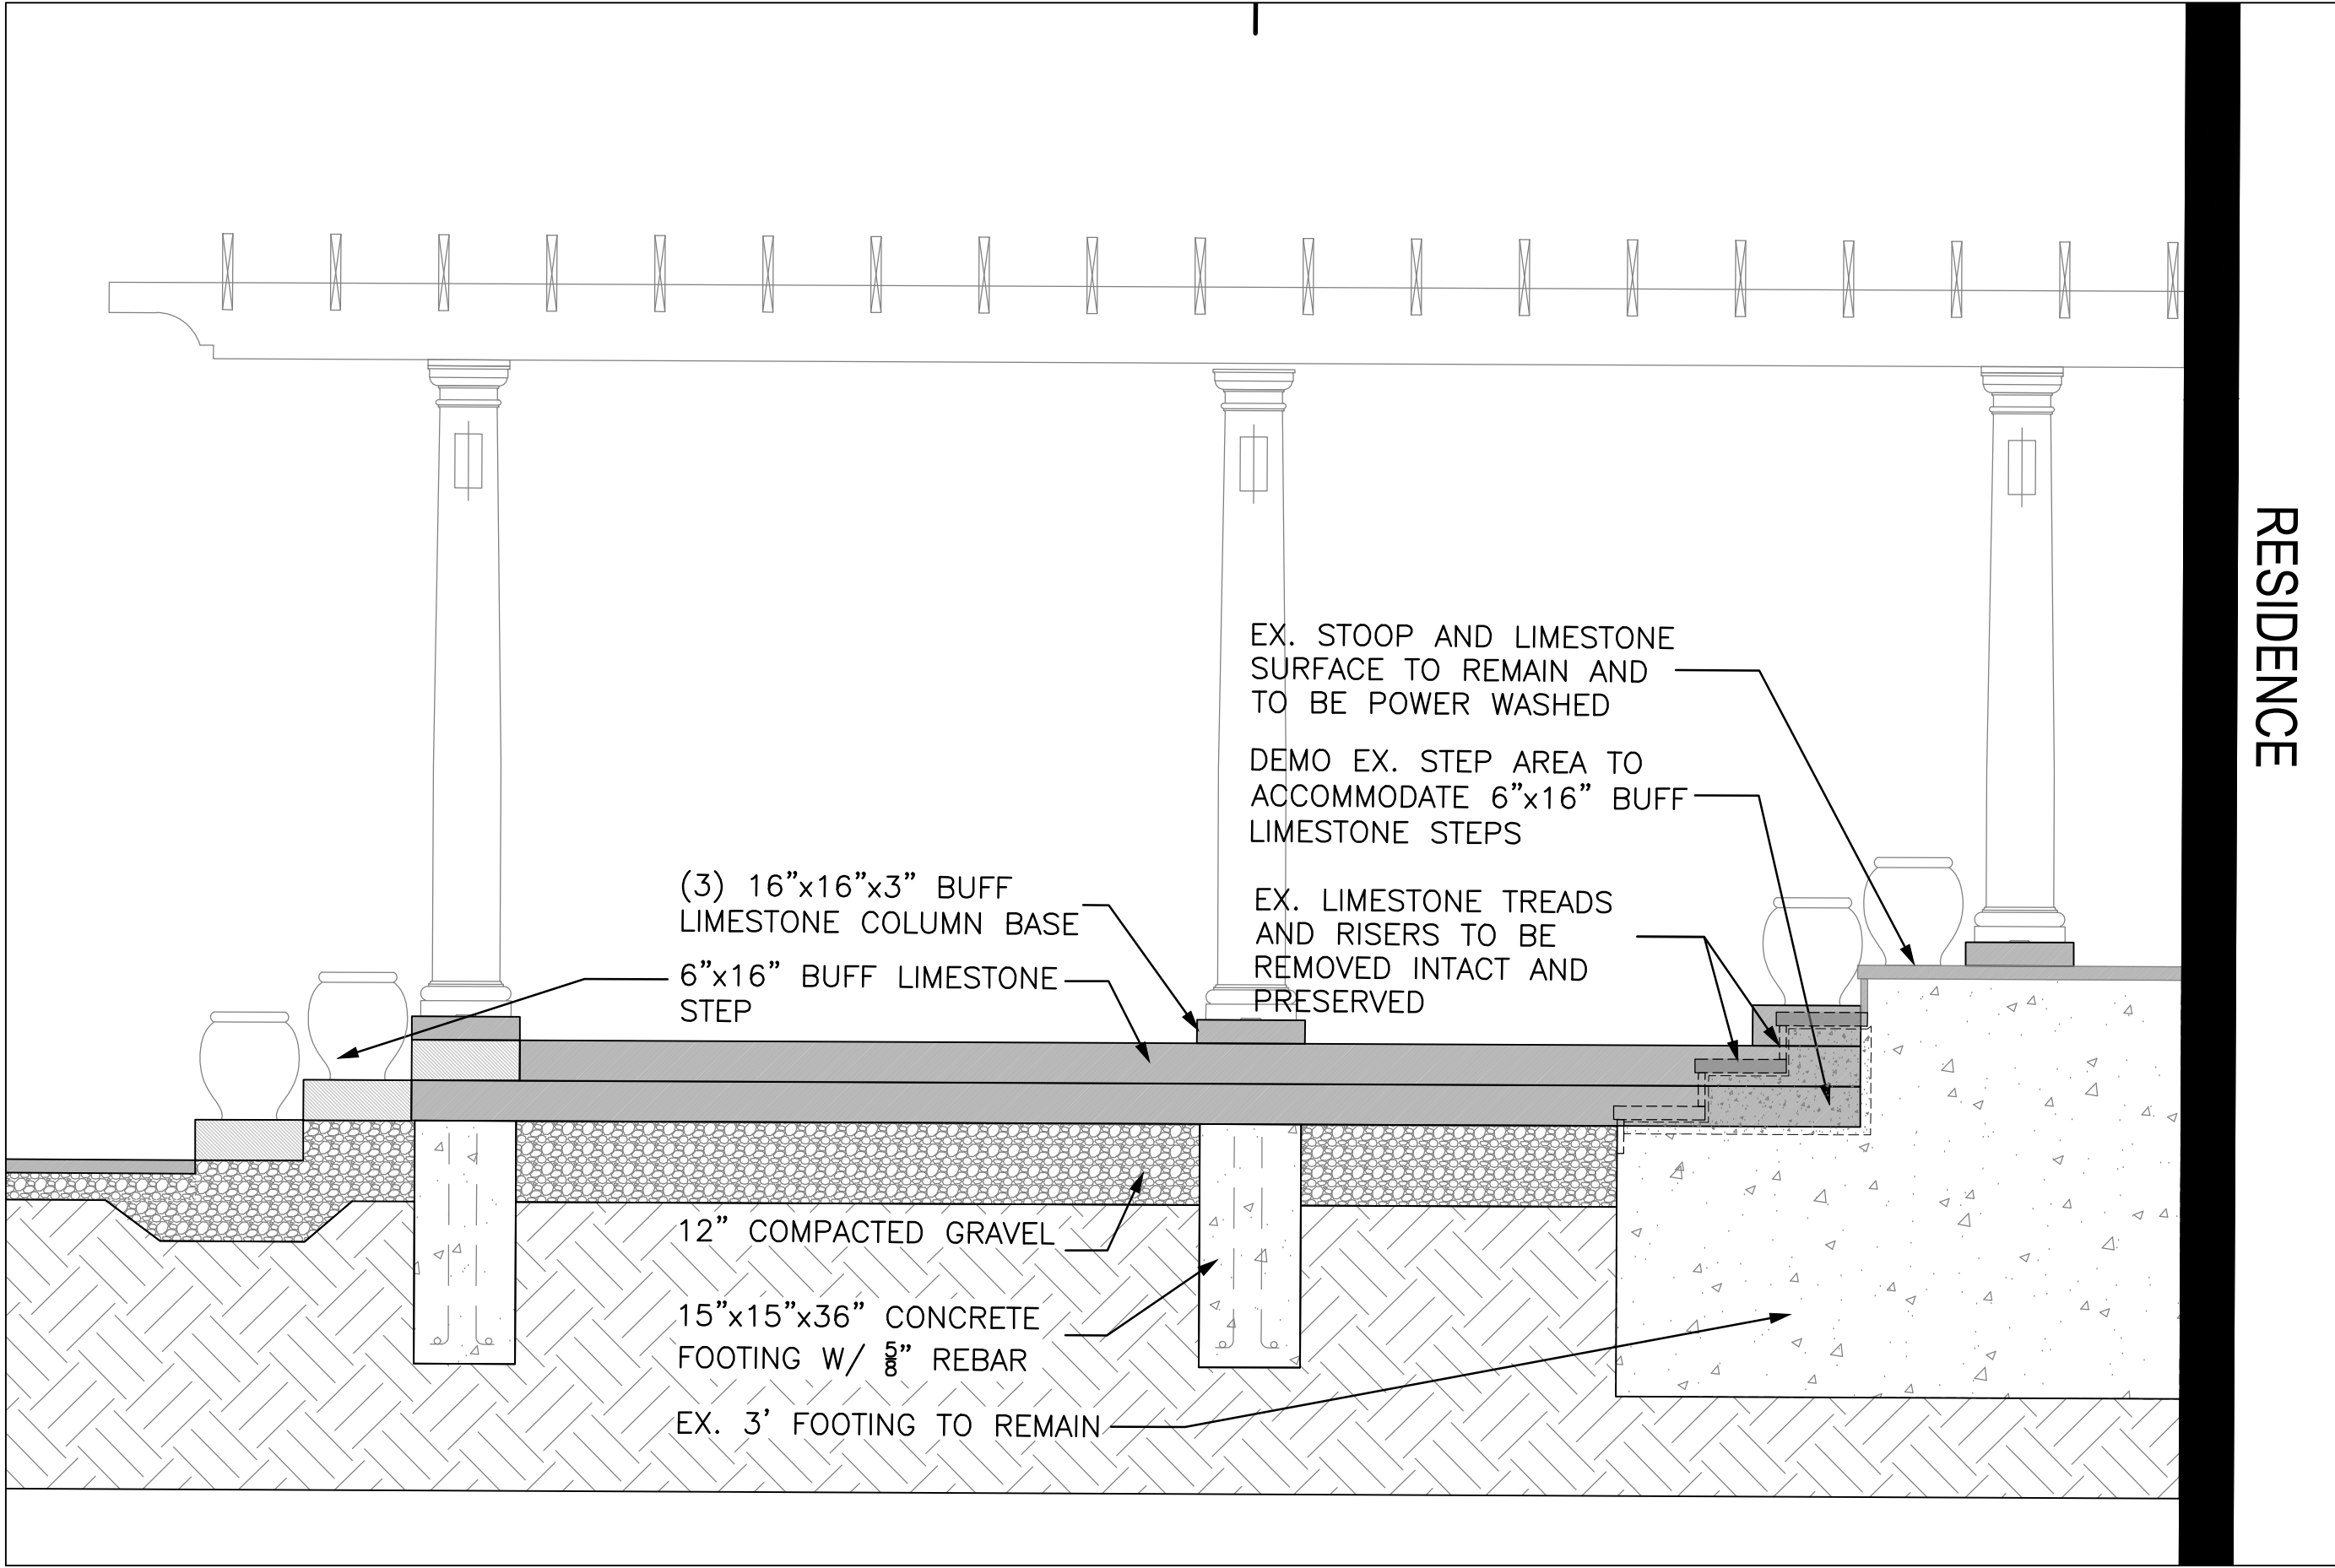 EX. STOOP AND LIMESTONE
SURFACE TO REMAIN AND
TO BE POWER WASHED
DEMO EX. STEP AREA TO
ACCOMMODATE 6”x16” BUFF
LIMESTONE STEPS
(3) 16”x16”x3” BUFF
LIMESTONE COLUMN BASE
EX. LIMESTONE TREADS
AND RISERS TO BE
REMOVED INTACT AND
PRESERVED
6”x16” BUFF LIMESTONE
STEP
12” COMPACTED GRAVEL
15”x15”x36” CONCRETE
FOOTING W/ 5/8” REBAR
EX. 3’ FOOTING TO REMAIN
RESIDENCE